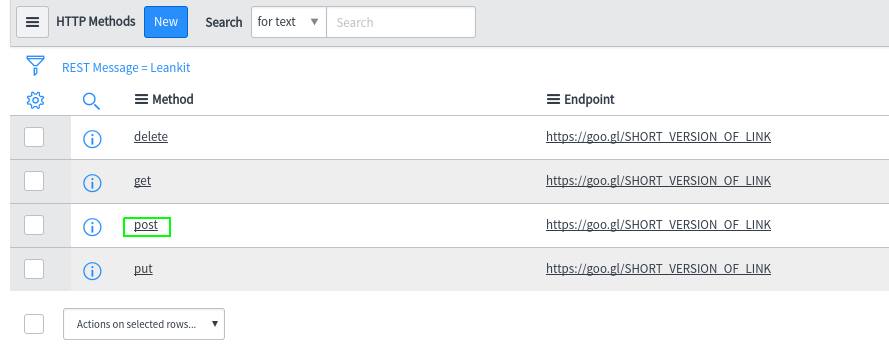 HTTP Methods New Search for text Search
REST Message = Leankit
Method Endpoint
delete https://goo.gl/SHORT_VERSION_OF_LINK
get https://goo.gl/SHORT_VERSION_OF_LINK
post https://goo.gl/SHORT_VERSION_OF_LINK
put https://goo.gl/SHORT_VERSION_OF_LINK
Actions on selected rows...